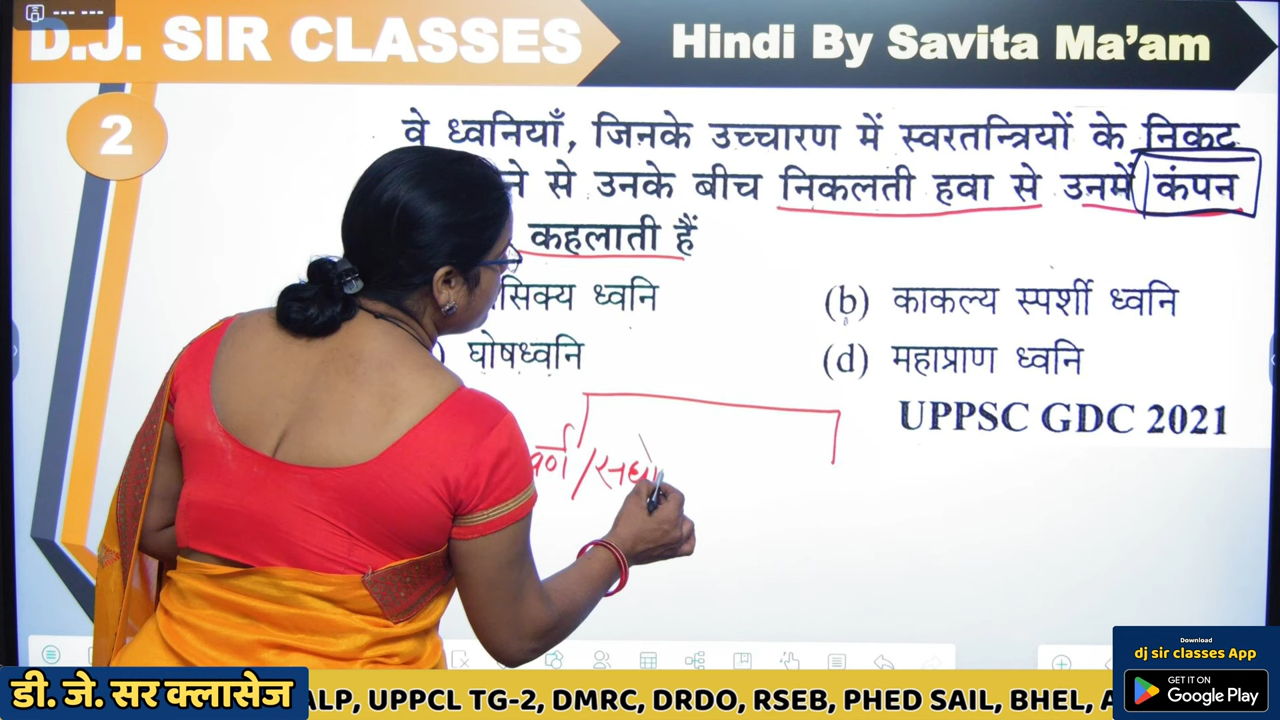 D.J. SIR CLASSES
Hindi By Savita Ma’am
2
वे ध्वनियाँ, जिनके उच्चारण में स्वरतन्त्रियों के निकट
से उनके बीच निकलती हवा से उनमें कंपन
कहलाती हैं
ध्वनि
(b) काकल्य स्पर्शी ध्वनि
घोषध्वनि
(d) महाप्राण ध्वनि
UPPSC GDC 2021
डी. जे. सर क्लासेज
ALP, UPPCL TG-2, DMRC, DRDO, RSEB, PHED SAIL, BHEL,
Download
dj sir classes App
GET IT ON
Google Play